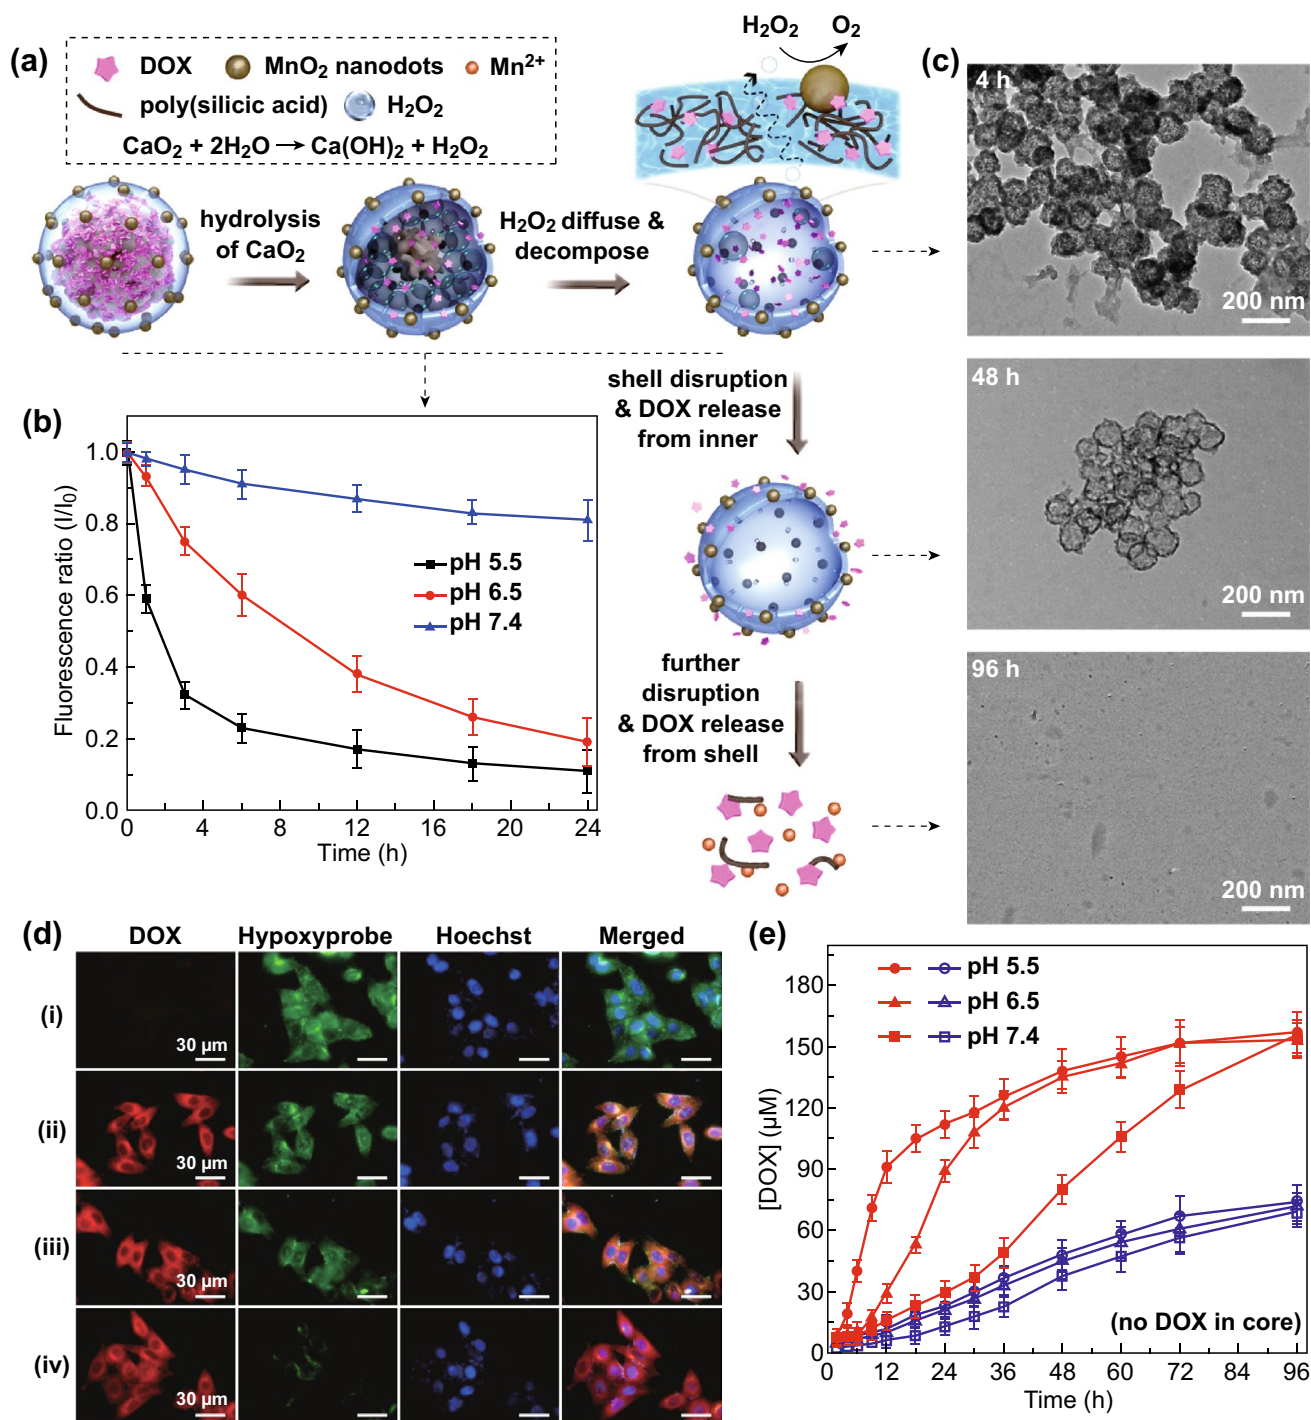 (a)
DOX MnO₂ nanodots Mn²⁺
poly(silicic acid) H₂O₂
CaO₂ + 2H₂O → Ca(OH)₂ + H₂O₂
H₂O₂ O₂
hydrolysis
of CaO₂
H₂O₂ diffuse &
decompose
shell disruption
& DOX release
from inner
further
disruption
& DOX release
from shell
(b)
Fluorescence ratio (I/I₀)
1.0
0.8
0.6
0.4
0.2
0.0
pH 5.5
pH 6.5
pH 7.4
0 4 8 12 16 20 24
Time (h)
(c)
4 h
200 nm
48 h
200 nm
96 h
200 nm
(d)
DOX Hypoxyprobe Hoechst Merged
(i)
30 µm
(ii)
30 µm
(iii)
30 µm
(iv)
30 µm
(e)
[DOX] (µM)
180
150
120
90
60
30
0
pH 5.5
pH 6.5
pH 7.4
(no DOX in core)
0 12 24 36 48 60 72 84 96
Time (h)